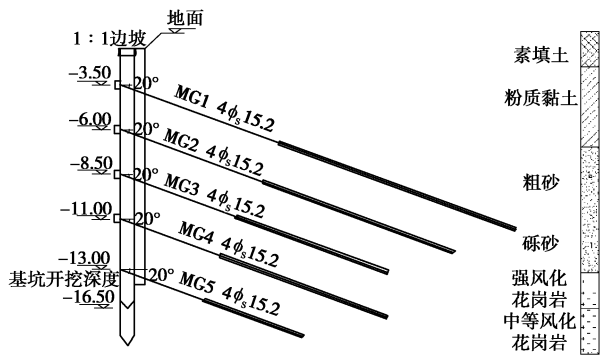 地面
1：1边坡
-3.50
20°
MG1 4ϕs15.2
-6.00
20°
MG2 4ϕs15.2
-8.50
20°
MG3 4ϕs15.2
-11.00
20°
MG4 4ϕs15.2
-13.00
基坑开挖深度
20°
MG5 4ϕs15.2
-16.50
素填土
粉质黏土
粗砂
砾砂
强风化
花岗岩
中等风化
花岗岩